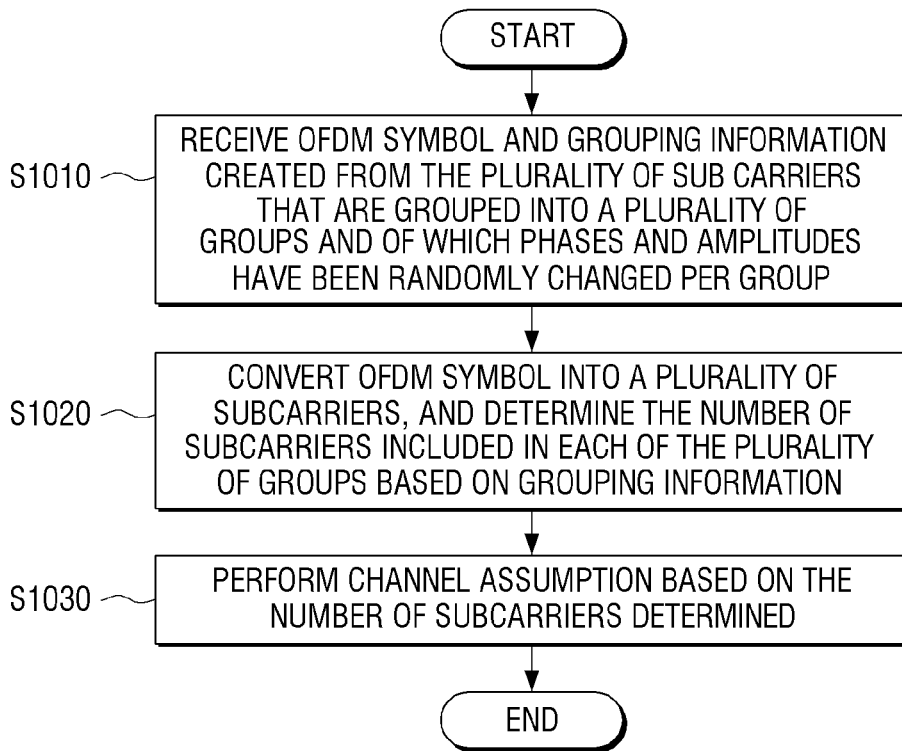 START
S1010
RECEIVE OFDM SYMBOL AND GROUPING INFORMATION
CREATED FROM THE PLURALITY OF SUB CARRIERS
THAT ARE GROUPED INTO A PLURALITY OF
GROUPS AND OF WHICH PHASES AND AMPLITUDES
HAVE BEEN RANDOMLY CHANGED PER GROUP
S1020
CONVERT OFDM SYMBOL INTO A PLURALITY OF
SUBCARRIERS, AND DETERMINE THE NUMBER OF
SUBCARRIERS INCLUDED IN EACH OF THE PLURALITY
OF GROUPS BASED ON GROUPING INFORMATION
S1030
PERFORM CHANNEL ASSUMPTION BASED ON THE
NUMBER OF SUBCARRIERS DETERMINED
END